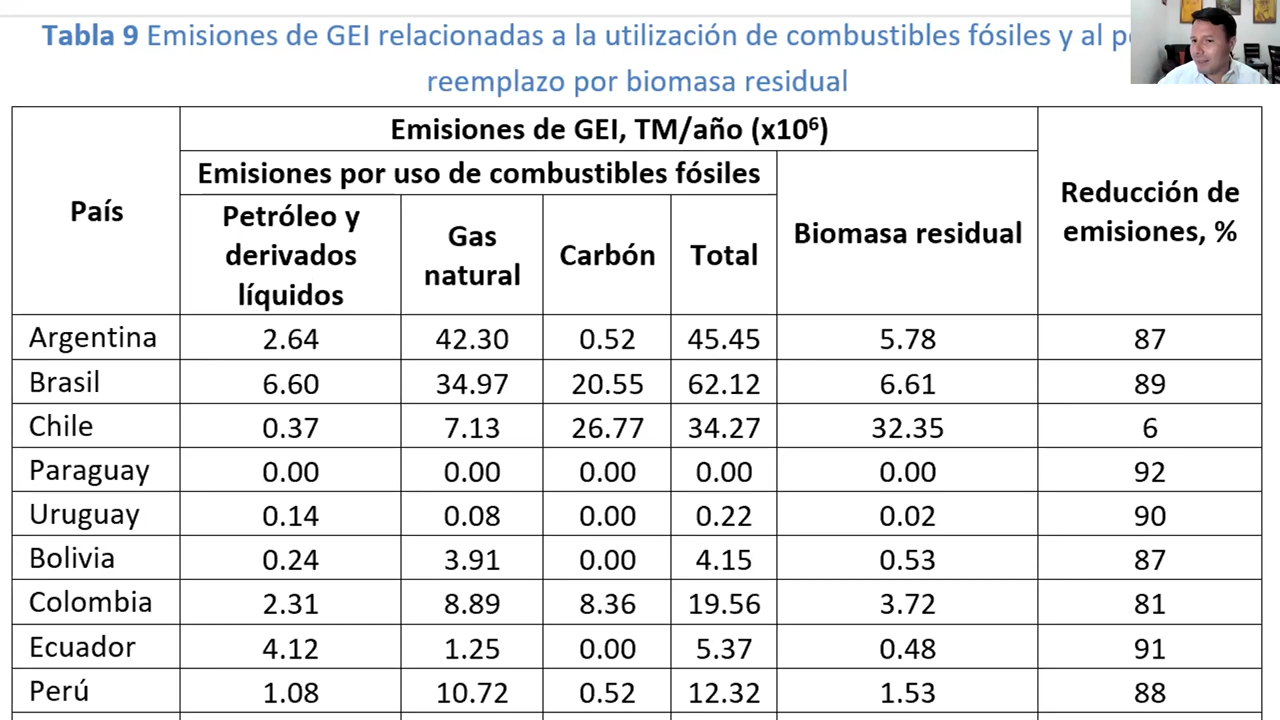 Tabla 9 Emisiones de GEI relacionadas a la utilización de combustibles fósiles y al
reemplazo por biomasa residual
País
Emisiones de GEI, TM/año (x10⁶)
Reducción de
emisiones, %
Emisiones por uso de combustibles fósiles
Biomasa residual
Petróleo y
derivados
líquidos
Gas
natural
Carbón
Total
Argentina 2.64 42.30 0.52 45.45 5.78 87
Brasil 6.60 34.97 20.55 62.12 6.61 89
Chile 0.37 7.13 26.77 34.27 32.35 6
Paraguay 0.00 0.00 0.00 0.00 0.00 92
Uruguay 0.14 0.08 0.00 0.22 0.02 90
Bolivia 0.24 3.91 0.00 4.15 0.53 87
Colombia 2.31 8.89 8.36 19.56 3.72 81
Ecuador 4.12 1.25 0.00 5.37 0.48 91
Perú 1.08 10.72 0.52 12.32 1.53 88